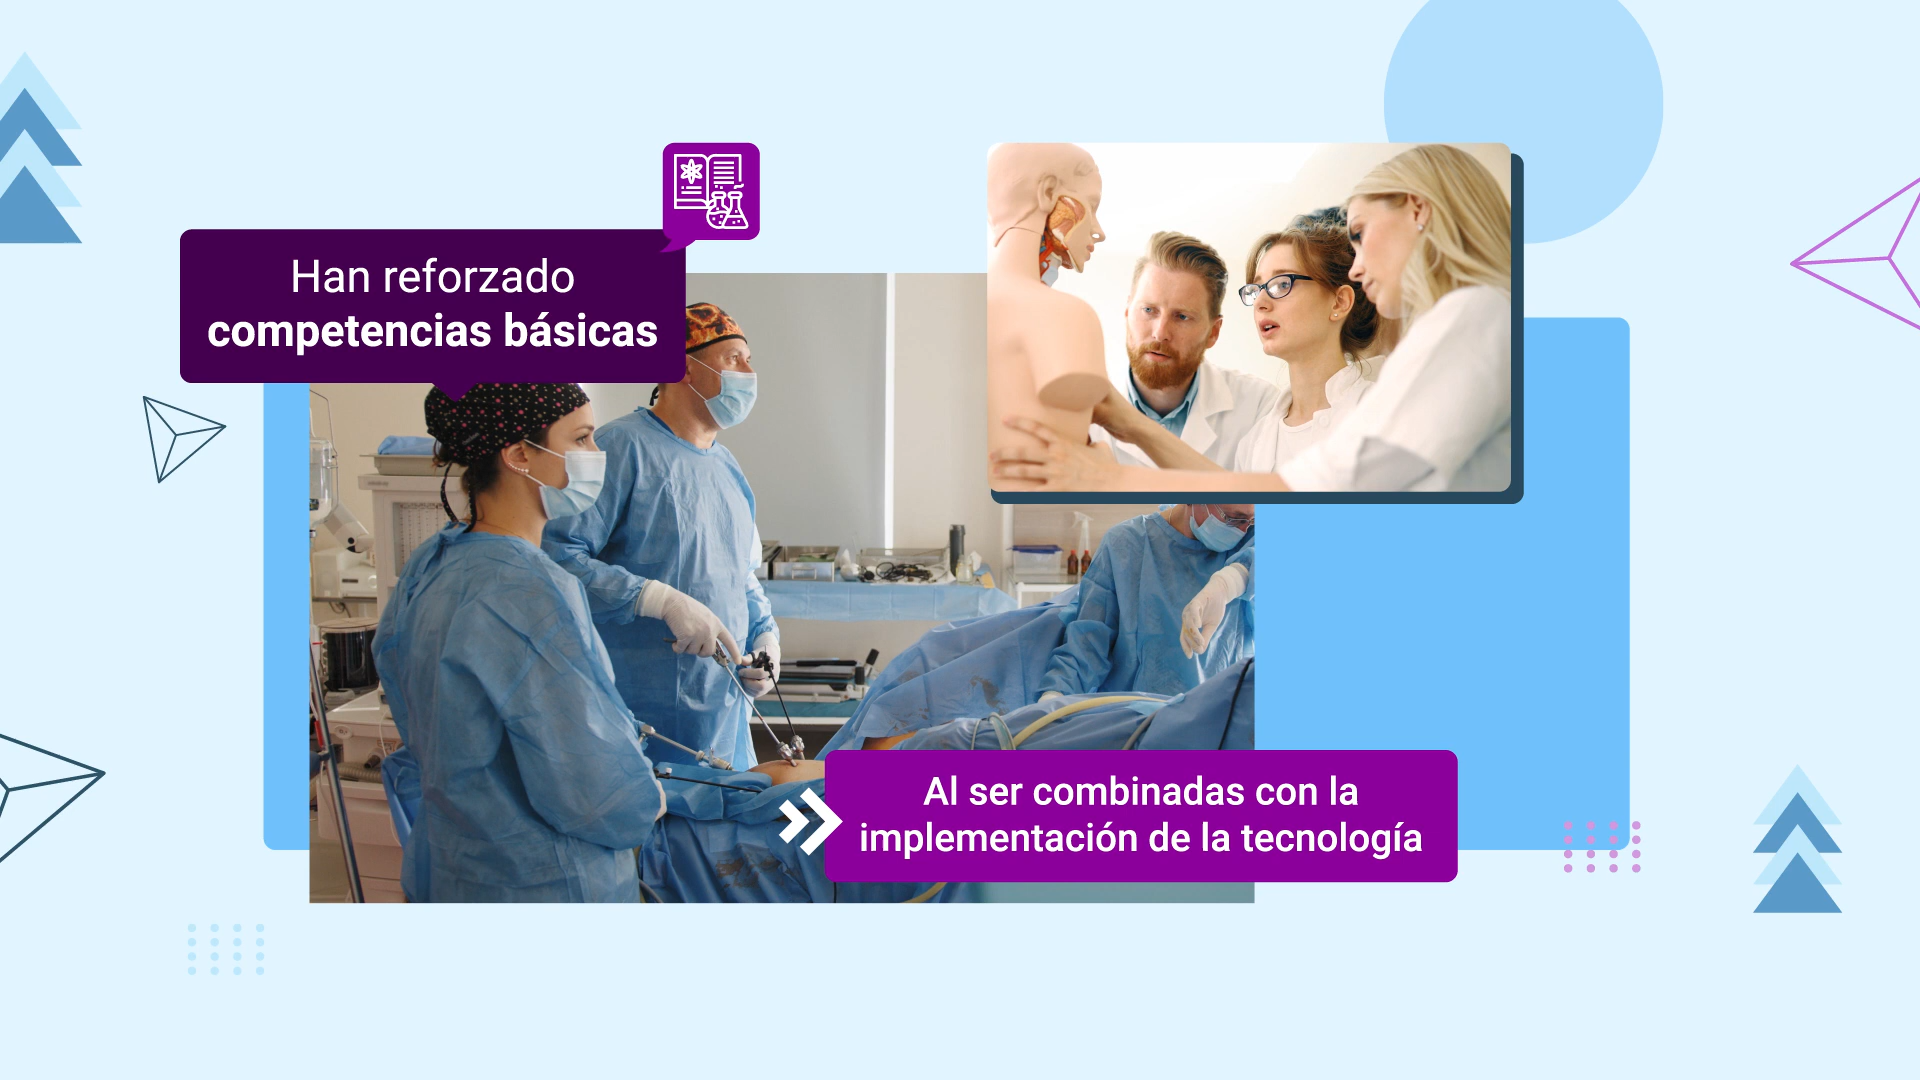 Han reforzado
competencias básicas
Al ser combinadas con la
implementación de la tecnología